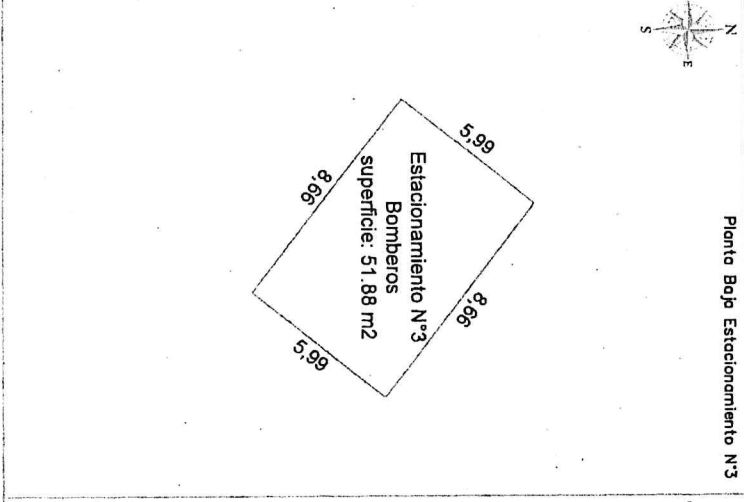 Planta Baja Estacionamiento N°3
N
S
E
5,99
8,66
Estacionamiento N°3
Bomberos
superficie: 51.88 m2
8,66
5,99